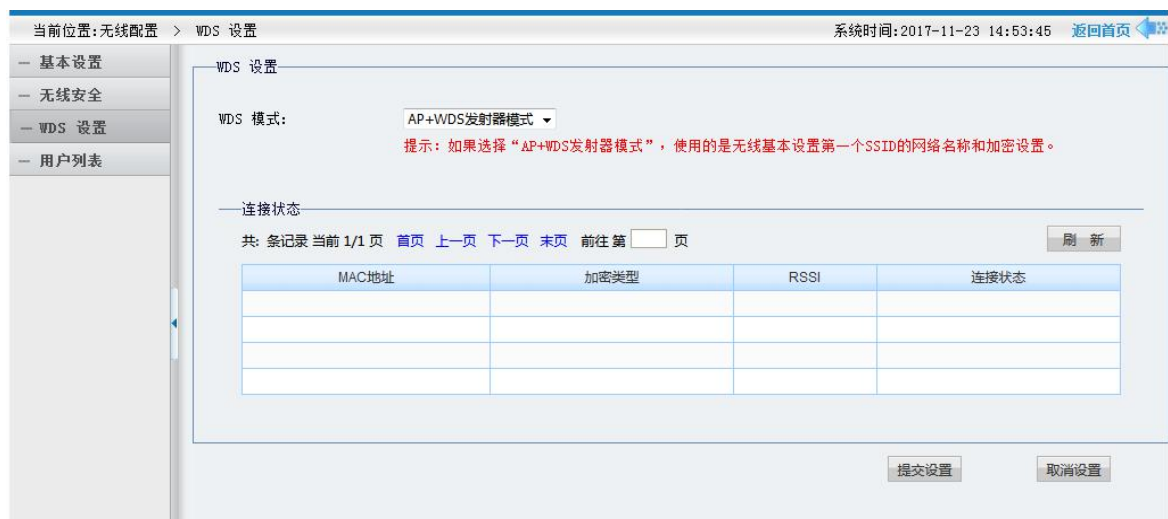 当前位置:无线配置 > WDS 设置 系统时间:2017-11-23 14:53:45 返回首页
— 基本设置
— 无线安全
— WDS 设置
— 用户列表
WDS 设置
WDS 模式: AP+WDS发射器模式
提示：如果选择“AP+WDS发射器模式”，使用的是无线基本设置第一个SSID的网络名称和加密设置。
连接状态
共: 条记录 当前 1/1 页 首页 上一页 下一页 末页 前往 第 页 刷 新
MAC地址 加密类型 RSSI 连接状态
提交设置 取消设置